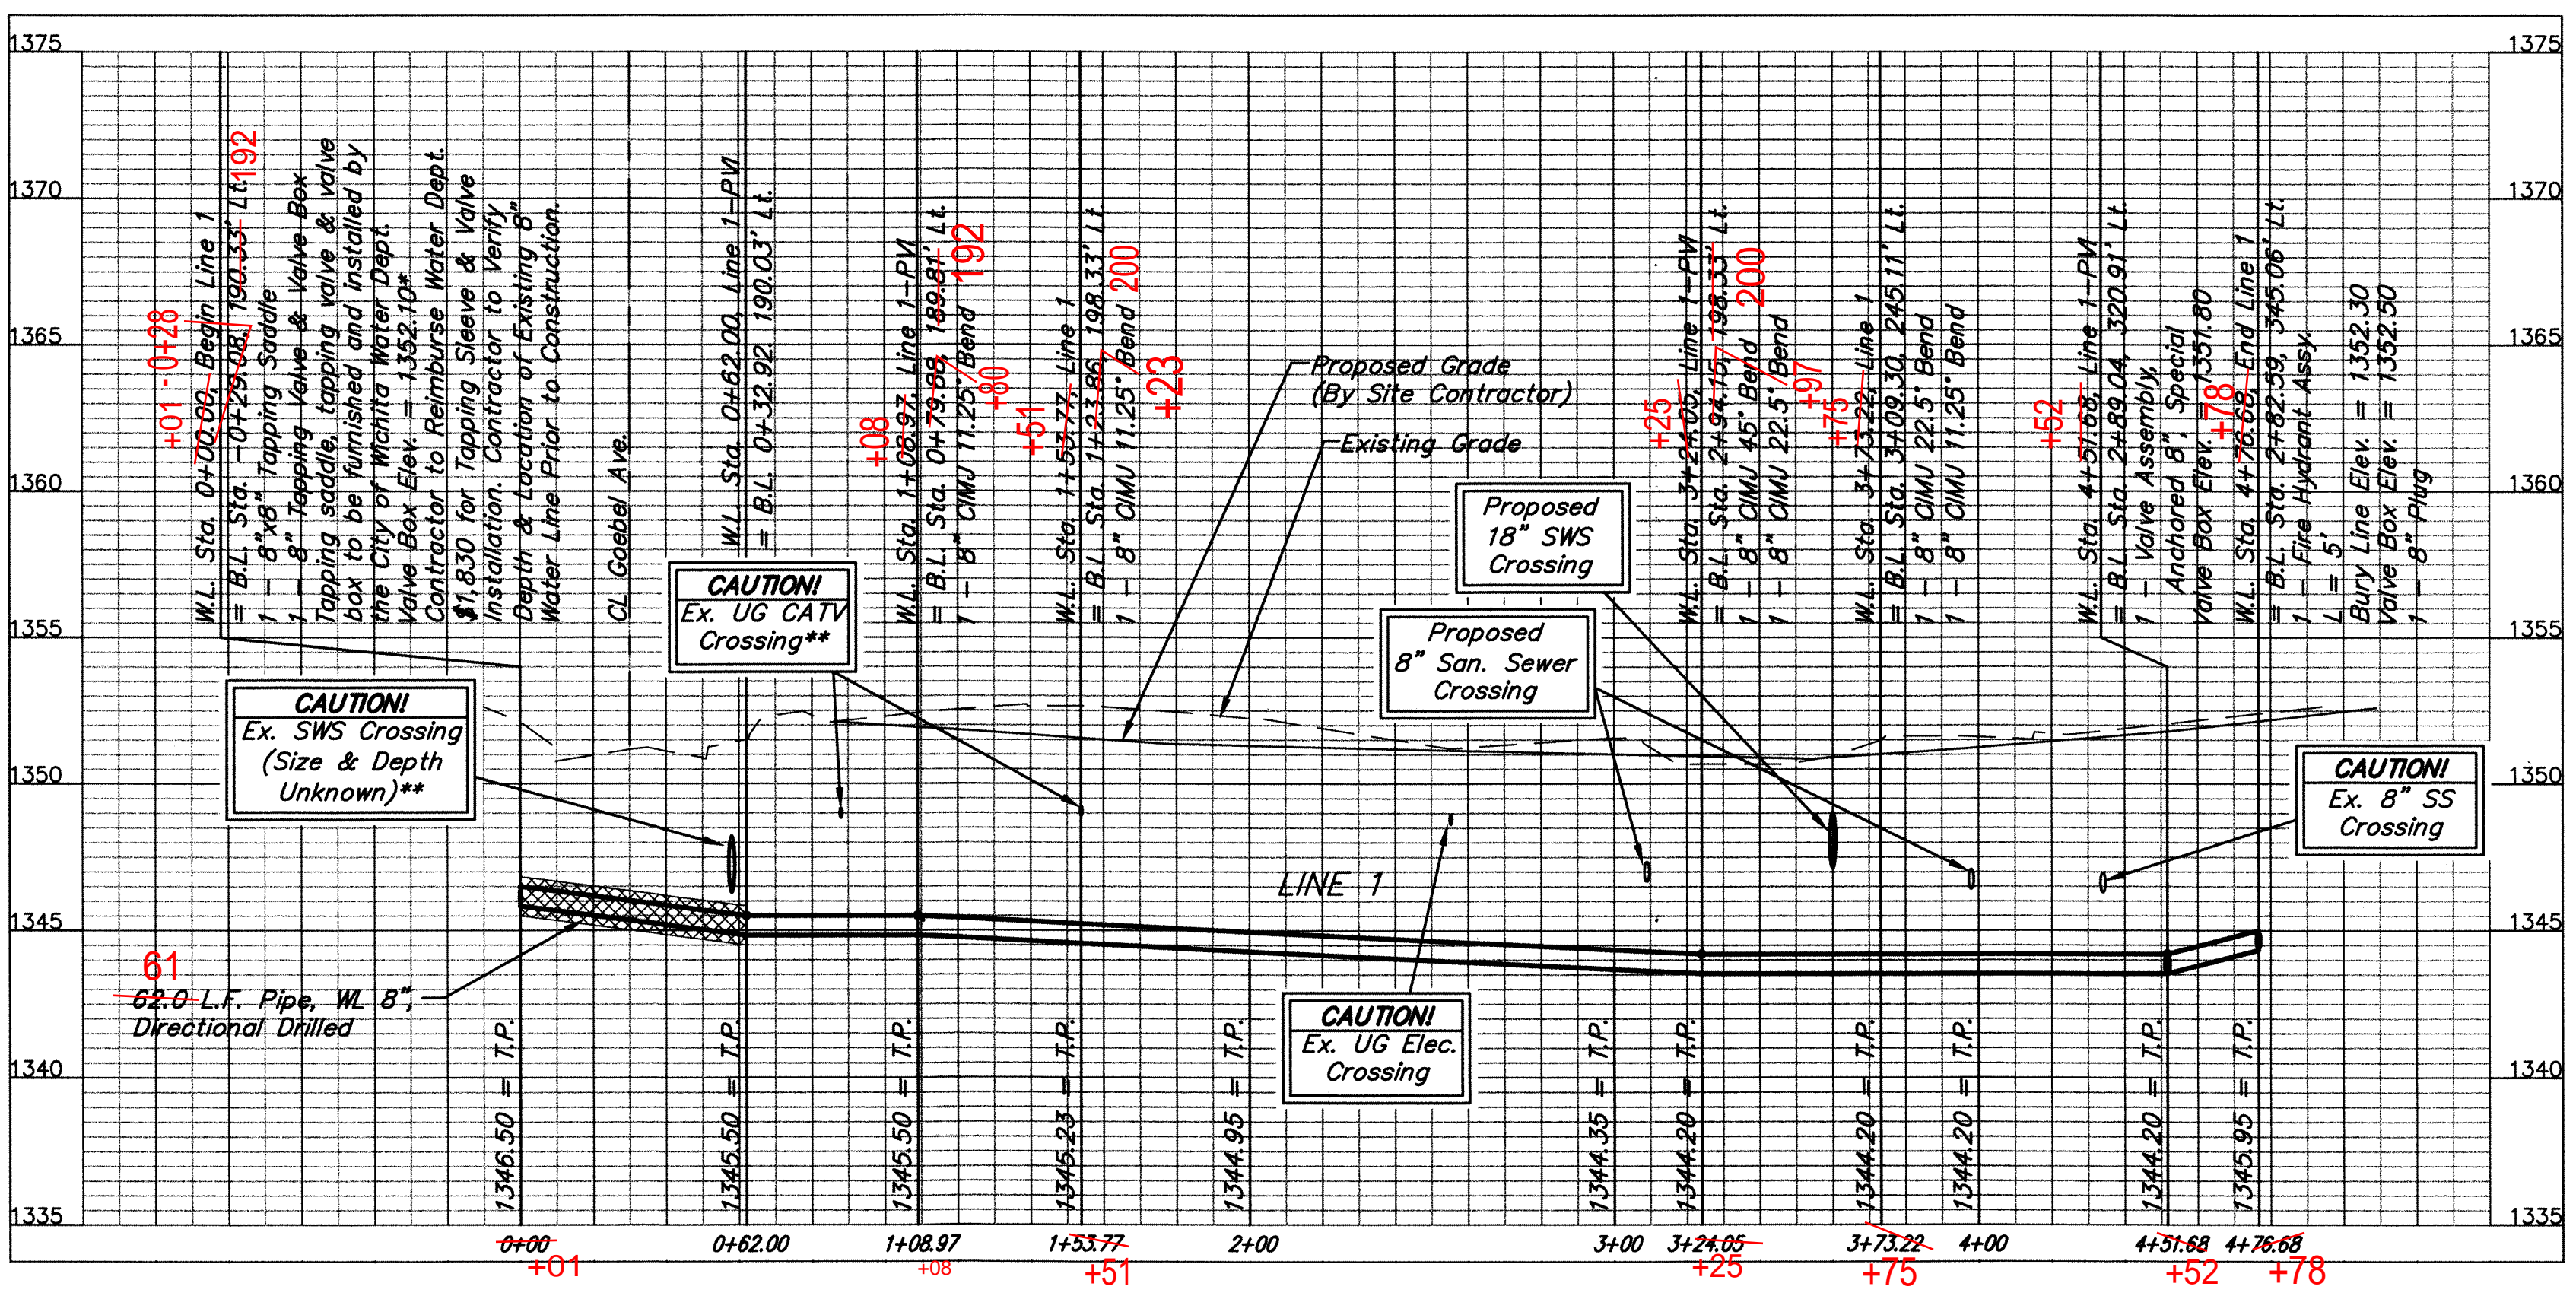 1375
1370
1365
1360
1355
1350
1345
1340
1335
1375
1370
1365
1360
1355
1350
1345
1340
1335
W.L. Sta. 0+00.00, Begin Line 1
+01 - 0+28
= B.L. Sta. -0+29.08, 190.33' Lt.
192
1 - 8"x8" Tapping Saddle
1 - 8" Tapping Valve & Valve Box
Tapping saddle, tapping valve & valve
box to be furnished and installed by
the City of Wichita Water Dept.
Valve Box Elev. = 1352.10*
Contractor to Reimburse Water Dept.
$1,830 for Tapping Sleeve & Valve
Installation. Contractor to Verify
Depth & Location of Existing 8"
Water Line Prior to Construction.
CL Goebel Ave.
W.L. Sta. 0+62.00, Line 1-PVI
= B.L. 0+32.92. 190.03' Lt.
W.L. Sta. 1+08.97. Line 1-PVI
+08
= B.L. Sta. 0+79.88, 189.81' Lt.
+80
192
1 - 8" CIMJ 11.25° Bend
W.L. Sta. 1+53.77, Line 1
+51
= B.L. Sta. 1+23.86, 198.33' Lt.
+23
200
1 - 8" CIMJ 11.25° Bend
Proposed Grade
(By Site Contractor)
Existing Grade
W.L. Sta. 3+24.05, Line 1-PVI
+25
= B.L. Sta. 2+94.15, 198.33' Lt.
+97
200
1 - 8" CIMJ 45° Bend
1 - 8" CIMJ 22.5° Bend
W.L. Sta. 3+73.22, Line 1
+75
= B.L. Sta. 3+09.30, 245.11' Lt.
1 - 8" CIMJ 22.5° Bend
1 - 8" CIMJ 11.25° Bend
W.L. Sta. 4+51.68, Line 1-PVI
+52
= B.L. Sta. 2+89.04, 320.91' Lt.
1 - Valve Assembly,
Anchored 8", Special
Valve Box Elev. = 1351.80
W.L. Sta. 4+76.68, End Line 1
+78
= B.L. Sta. 2+82.59, 345.06' Lt.
1 - Fire Hydrant Assy.
L = 5'
Bury Line Elev. = 1352.30
Valve Box Elev. = 1352.50
1 - 8" Plug
CAUTION!
Ex. SWS Crossing
(Size & Depth
Unknown)**
CAUTION!
Ex. UG CATV
Crossing**
Proposed
18" SWS
Crossing
Proposed
8" San. Sewer
Crossing
CAUTION!
Ex. 8" SS
Crossing
LINE 1
CAUTION!
Ex. UG Elec.
Crossing
61
62.0 L.F. Pipe, WL 8",
Directional Drilled
1346.50 = T.P.
1345.50 = T.P.
1345.50 = T.P.
1345.23 = T.P.
1344.95 = T.P.
1344.35 = T.P.
1344.20 = T.P.
1344.20 = T.P.
1344.20 = T.P.
1344.20 = T.P.
1345.95 = T.P.
0+00 0+62.00 1+08.97 1+53.77 2+00 3+00 3+24.05 3+73.22 4+00 4+51.68 4+76.68
+01 +08 +51 +25 +75 +52 +78